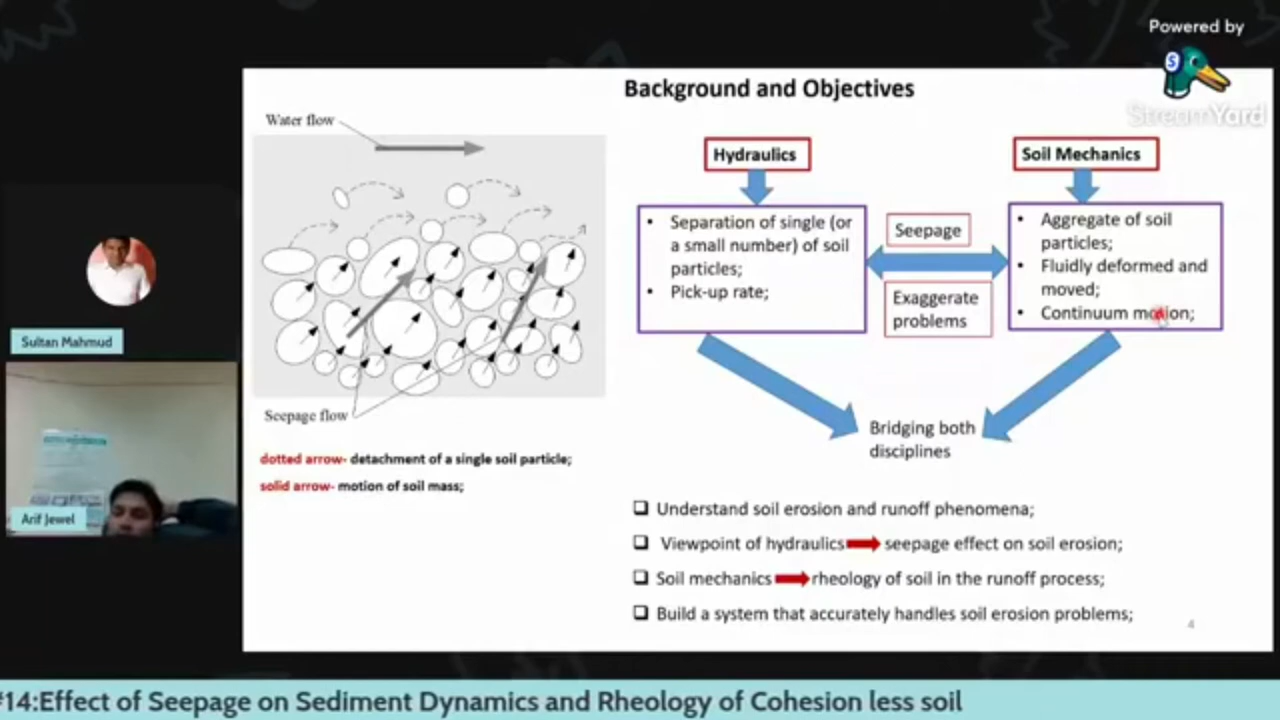 Powered by
StreamYard
Background and Objectives
Water flow
Seepage flow
dotted arrow- detachment of a single soil particle;
solid arrow- motion of soil mass;
Hydraulics
Soil Mechanics
• Separation of single (or
a small number) of soil
particles;
• Pick-up rate;
Seepage
Exaggerate
problems
• Aggregate of soil
particles;
• Fluidly deformed and
moved;
• Continuum motion;
Bridging both
disciplines
Understand soil erosion and runoff phenomena;
Viewpoint of hydraulics seepage effect on soil erosion;
Soil mechanics rheology of soil in the runoff process;
Build a system that accurately handles soil erosion problems;
4
Sultan Mahmud
Arif Jewel
#14:Effect of Seepage on Sediment Dynamics and Rheology of Cohesion less soil